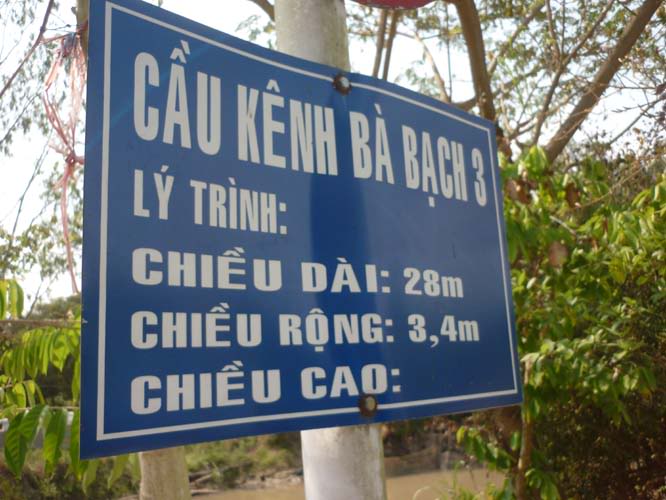 CẦU KÊNH BÀ BẠCH 3
LÝ TRÌNH:
CHIỀU DÀI: 28m
CHIỀU RỘNG: 3,4m
CHIỀU CAO: